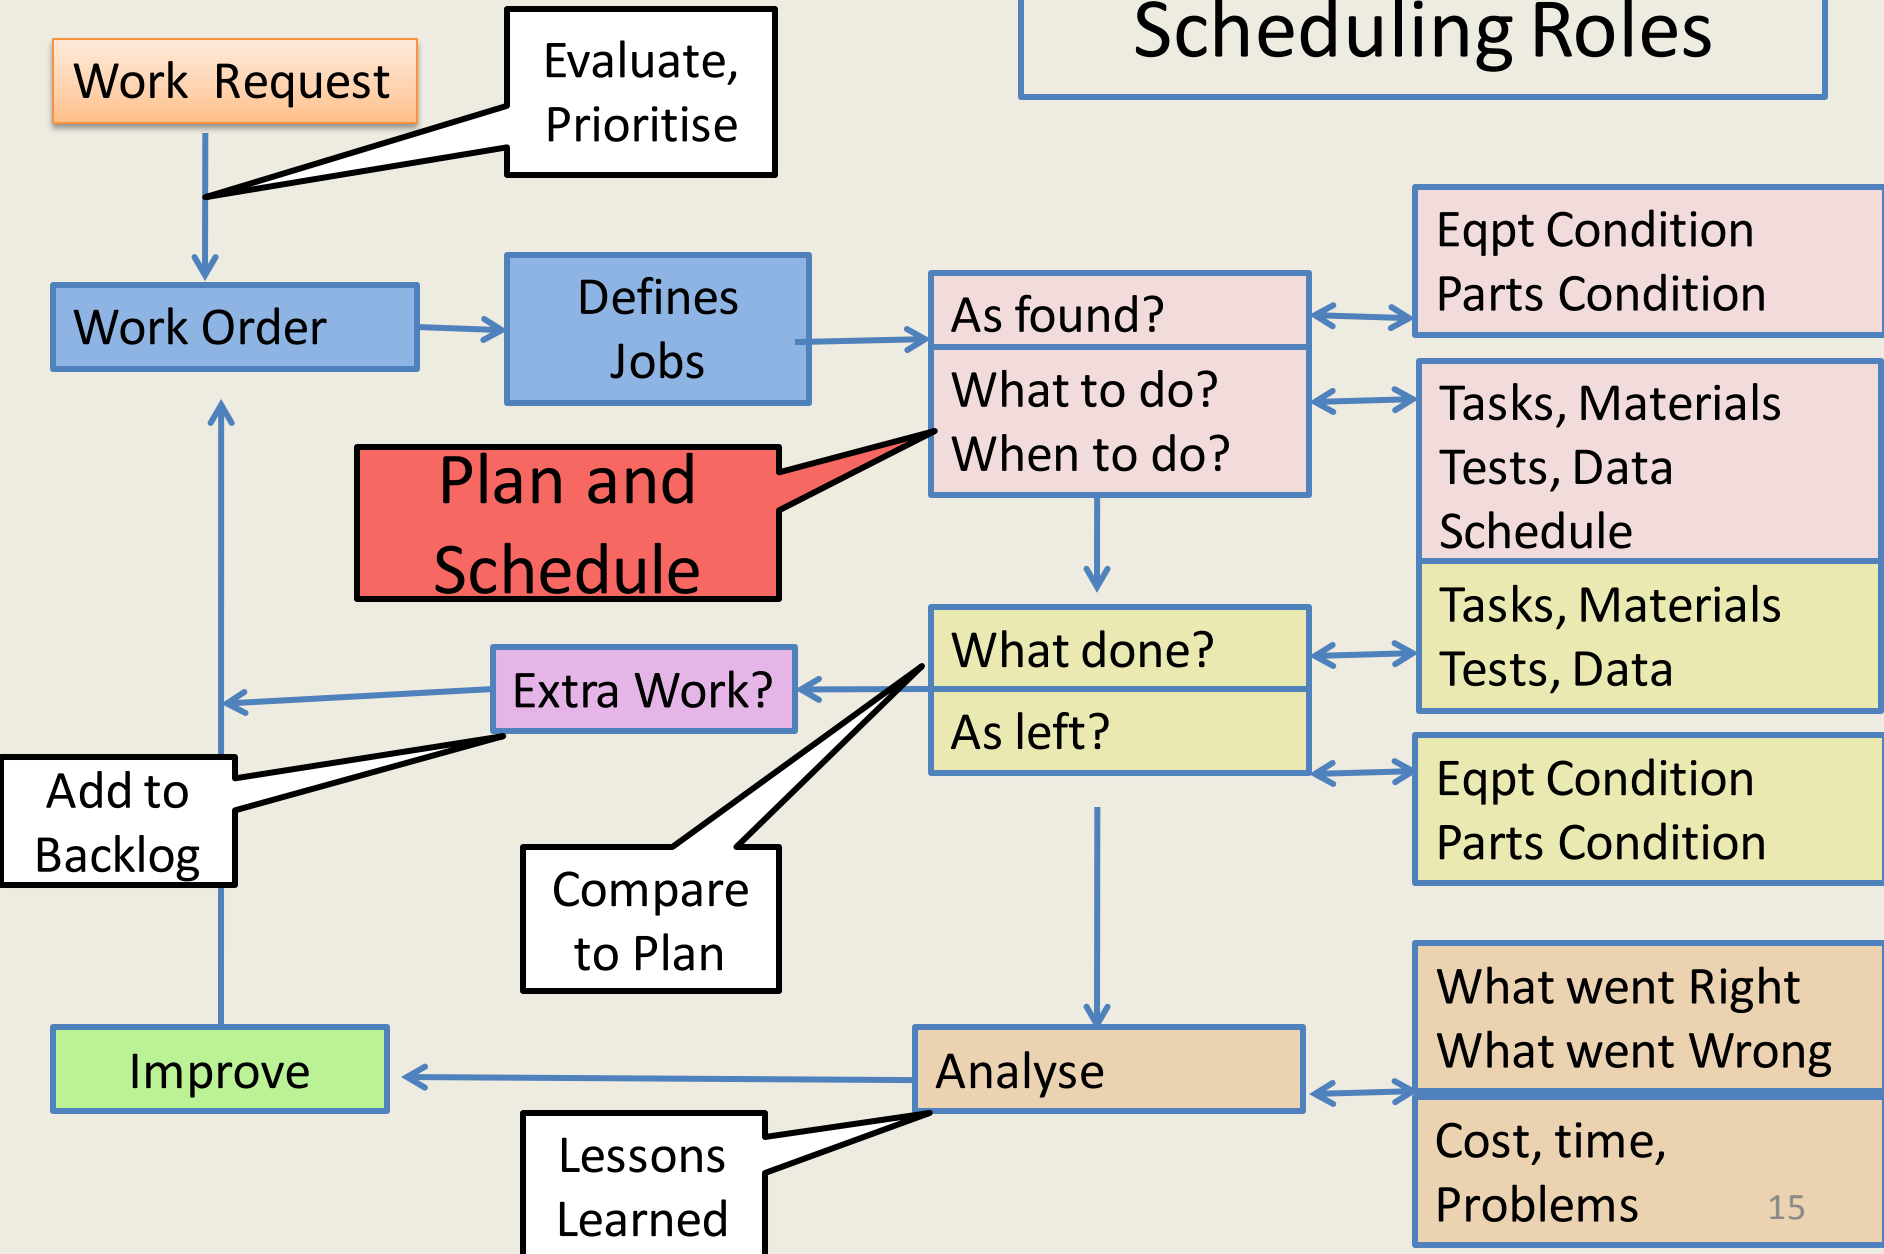 Scheduling Roles
Work Request
Evaluate,
Prioritise
Work Order
Defines
Jobs
As found?
What to do?
When to do?
Eqpt Condition
Parts Condition
Tasks, Materials
Tests, Data
Schedule
Plan and
Schedule
What done?
As left?
Tasks, Materials
Tests, Data
Extra Work?
Eqpt Condition
Parts Condition
Add to
Backlog
Compare
to Plan
Improve
Analyse
What went Right
What went Wrong
Cost, time,
Problems
Lessons
Learned
15